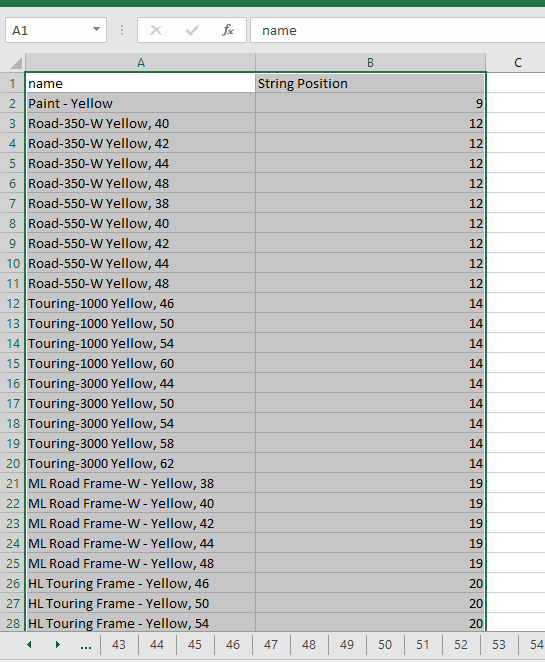 A1 fx name
A B C
1 name String Position
2 Paint - Yellow 9
3 Road-350-W Yellow, 40 12
4 Road-350-W Yellow, 42 12
5 Road-350-W Yellow, 44 12
6 Road-350-W Yellow, 48 12
7 Road-550-W Yellow, 38 12
8 Road-550-W Yellow, 40 12
9 Road-550-W Yellow, 42 12
10 Road-550-W Yellow, 44 12
11 Road-550-W Yellow, 48 12
12 Touring-1000 Yellow, 46 14
13 Touring-1000 Yellow, 50 14
14 Touring-1000 Yellow, 54 14
15 Touring-1000 Yellow, 60 14
16 Touring-3000 Yellow, 44 14
17 Touring-3000 Yellow, 50 14
18 Touring-3000 Yellow, 54 14
19 Touring-3000 Yellow, 58 14
20 Touring-3000 Yellow, 62 14
21 ML Road Frame-W - Yellow, 38 19
22 ML Road Frame-W - Yellow, 40 19
23 ML Road Frame-W - Yellow, 42 19
24 ML Road Frame-W - Yellow, 44 19
25 ML Road Frame-W - Yellow, 48 19
26 HL Touring Frame - Yellow, 46 20
27 HL Touring Frame - Yellow, 50 20
28 HL Touring Frame - Yellow, 54 20
... 43 44 45 46 47 48 49 50 51 52 53 54